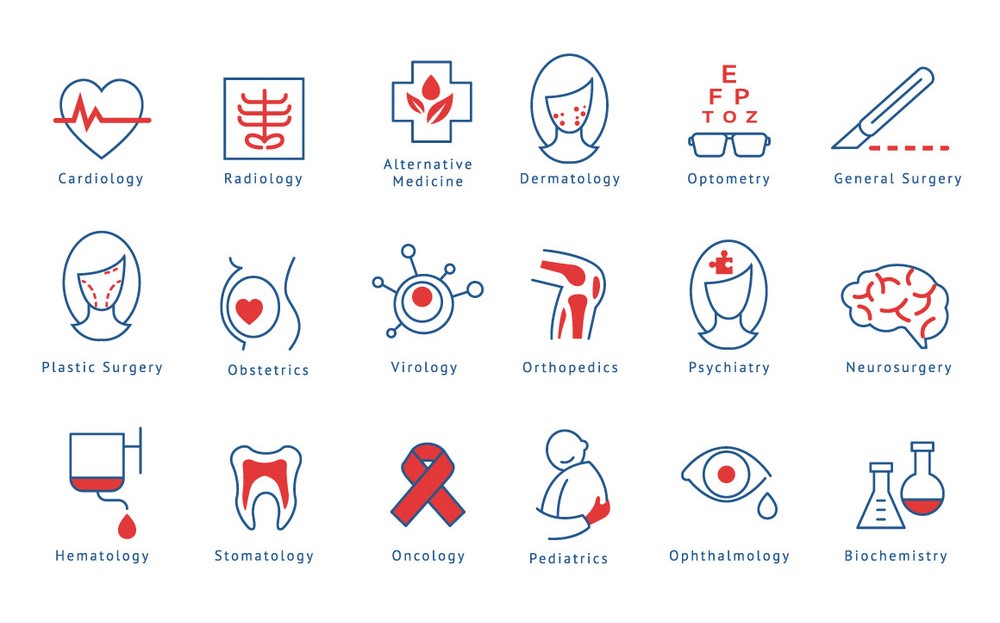 E
F P
T O Z
Cardiology
Radiology
Alternative
Medicine
Dermatology
Optometry
General Surgery
Plastic Surgery
Obstetrics
Virology
Orthopedics
Psychiatry
Neurosurgery
Hematology
Stomatology
Oncology
Pediatrics
Ophthalmology
Biochemistry